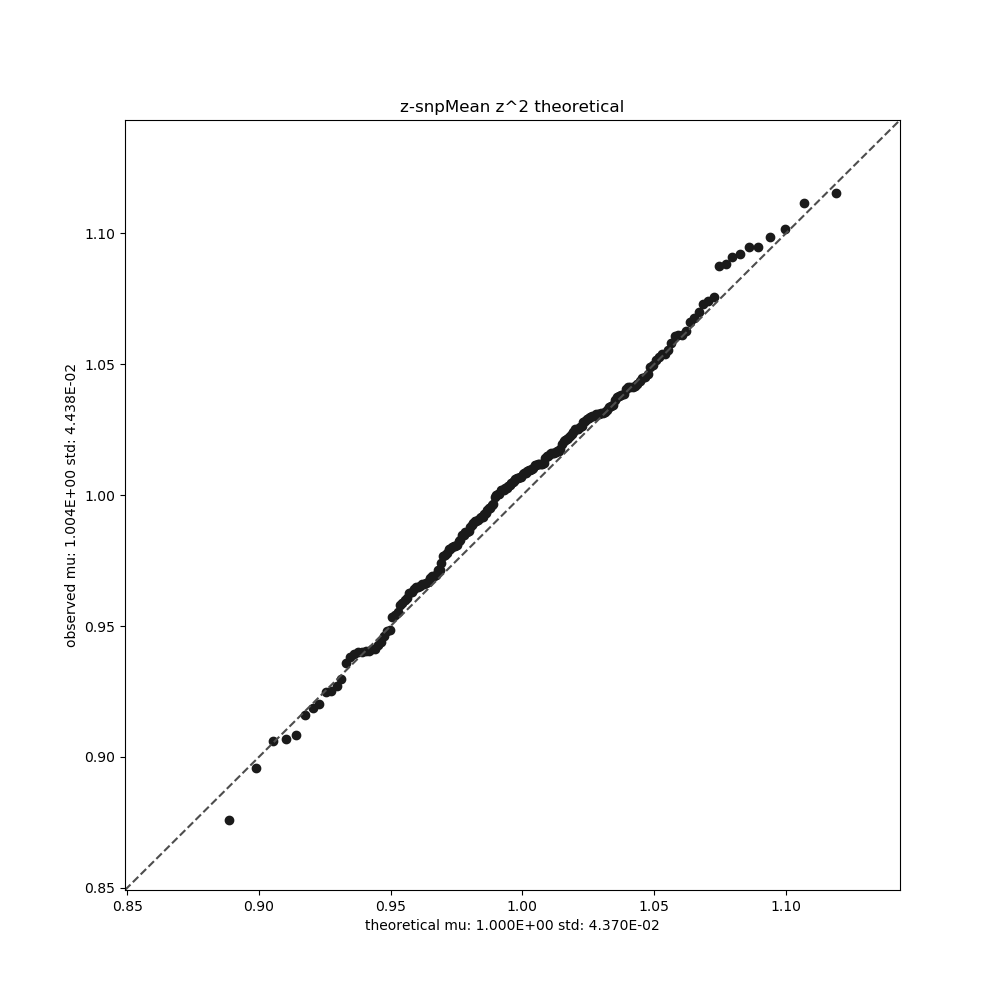 z-snpMean z^2 theoretical
1.10
1.05
1.00
0.95
0.90
0.85
observed mu: 1.004E+00 std: 4.438E-02
0.85 0.90 0.95 1.00 1.05 1.10
theoretical mu: 1.000E+00 std: 4.370E-02